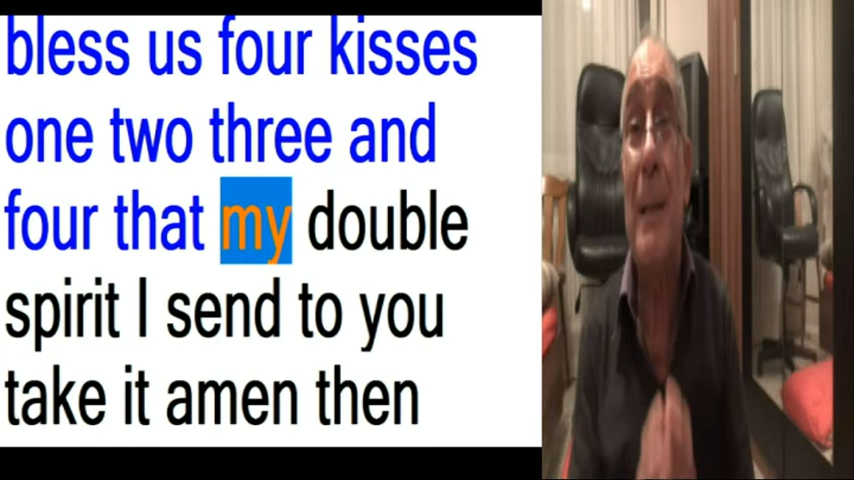 bless us four kisses
one two three and
four that my double
spirit I send to you
take it amen then